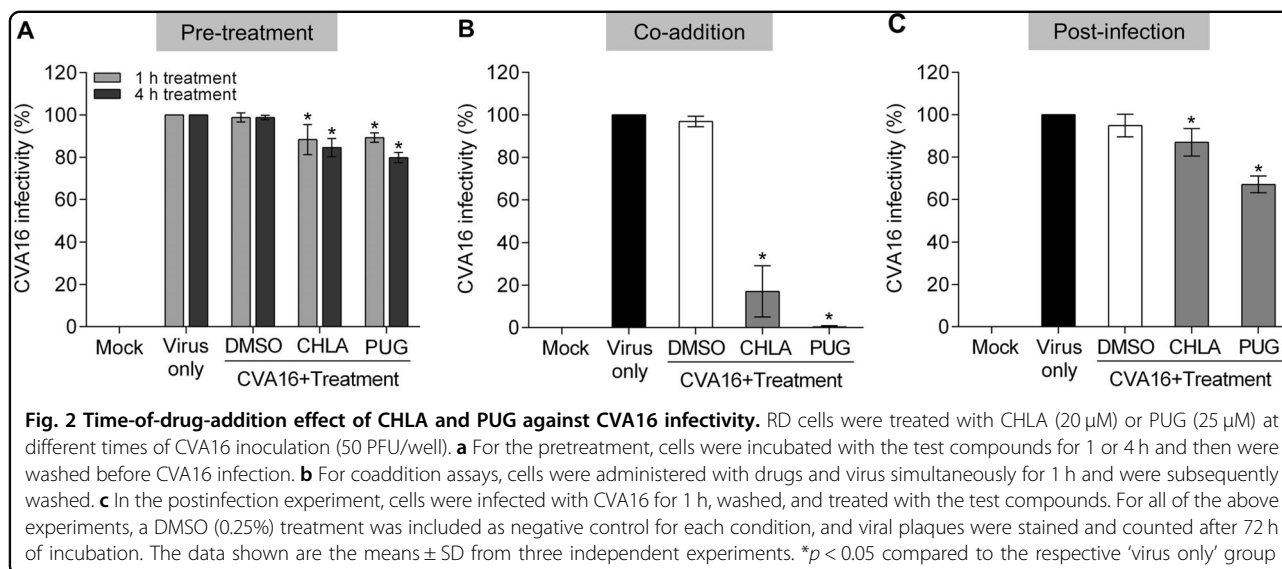 A
Pre-treatment
1 h treatment
4 h treatment
CVA16 infectivity (%)
120
100
80
60
40
20
0
* * * *
Mock Virus only DMSO CHLA PUG
CVA16+Treatment
B
Co-addition
CVA16 infectivity (%)
120
100
80
60
40
20
0
* *
Mock Virus only DMSO CHLA PUG
CVA16+Treatment
C
Post-infection
CVA16 infectivity (%)
120
100
80
60
40
20
0
* *
Mock Virus only DMSO CHLA PUG
CVA16+Treatment
Fig. 2 Time-of-drug-addition effect of CHLA and PUG against CVA16 infectivity. RD cells were treated with CHLA (20 µM) or PUG (25 µM) at
different times of CVA16 inoculation (50 PFU/well). a For the pretreatment, cells were incubated with the test compounds for 1 or 4 h and then were
washed before CVA16 infection. b For coaddition assays, cells were administered with drugs and virus simultaneously for 1 h and were subsequently
washed. c In the postinfection experiment, cells were infected with CVA16 for 1 h, washed, and treated with the test compounds. For all of the above
experiments, a DMSO (0.25%) treatment was included as negative control for each condition, and viral plaques were stained and counted after 72 h
of incubation. The data shown are the means ± SD from three independent experiments. *p < 0.05 compared to the respective 'virus only' group